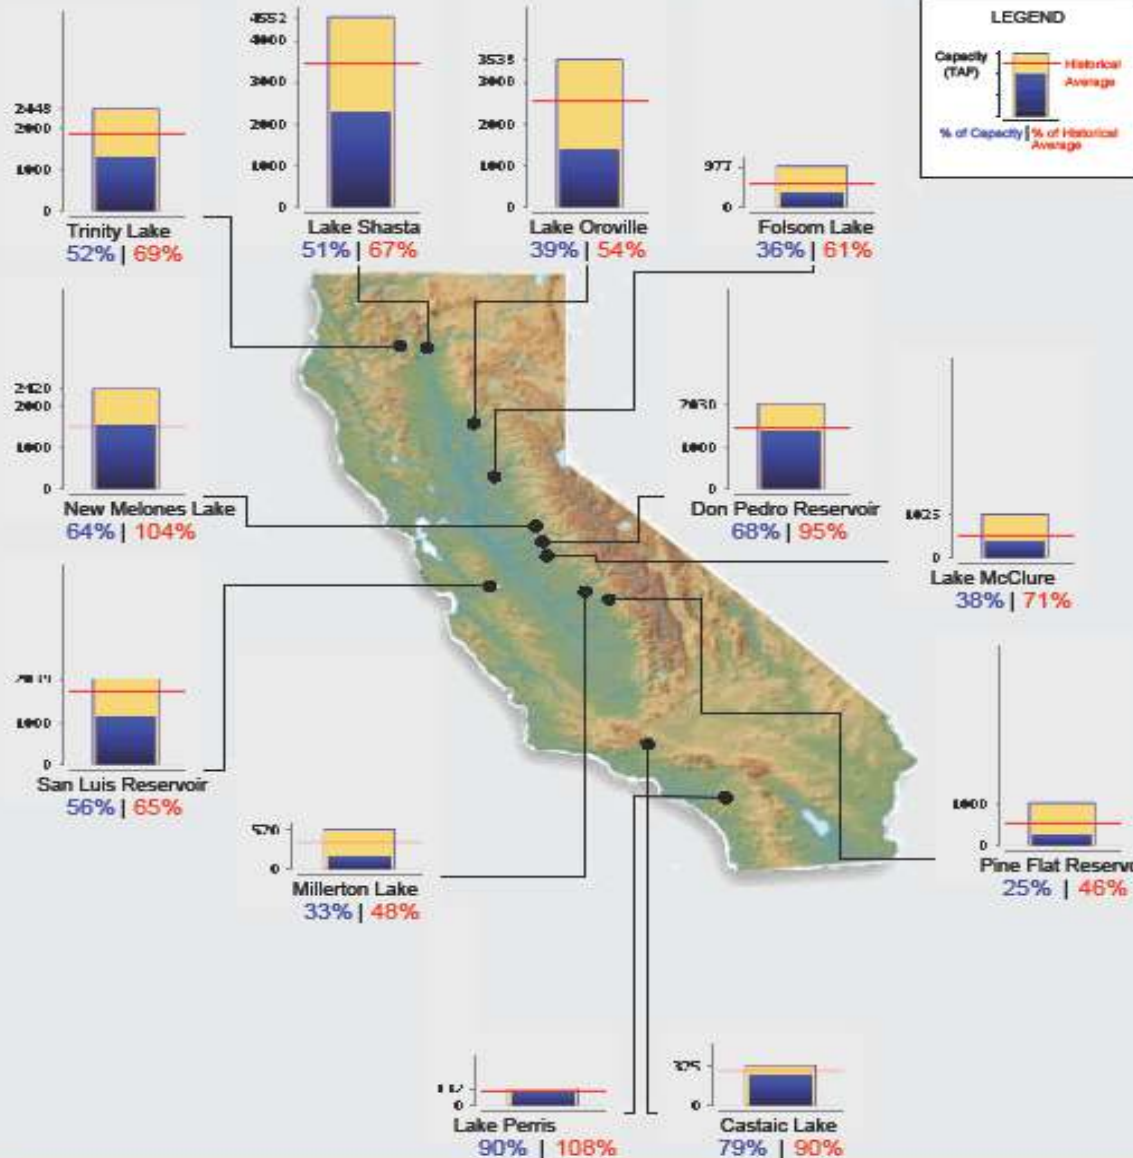 LEGEND
Capacity
(TAF)
Historical
Average
% of Capacity | % of Historical
Average
2448
2000
1000
0
Trinity Lake
52% | 69%
4552
4000
3000
2000
1000
0
Lake Shasta
51% | 67%
3538
3000
2000
1000
0
Lake Oroville
39% | 54%
977
0
Folsom Lake
36% | 61%
2420
2000
1000
0
New Melones Lake
64% | 104%
2030
1000
0
Don Pedro Reservoir
68% | 95%
1025
0
Lake McClure
38% | 71%
1000
0
San Luis Reservoir
56% | 65%
520
0
Millerton Lake
33% | 48%
1000
0
Pine Flat Reservo
25% | 46%
0
Lake Perris
90% | 108%
325
0
Castaic Lake
79% | 90%